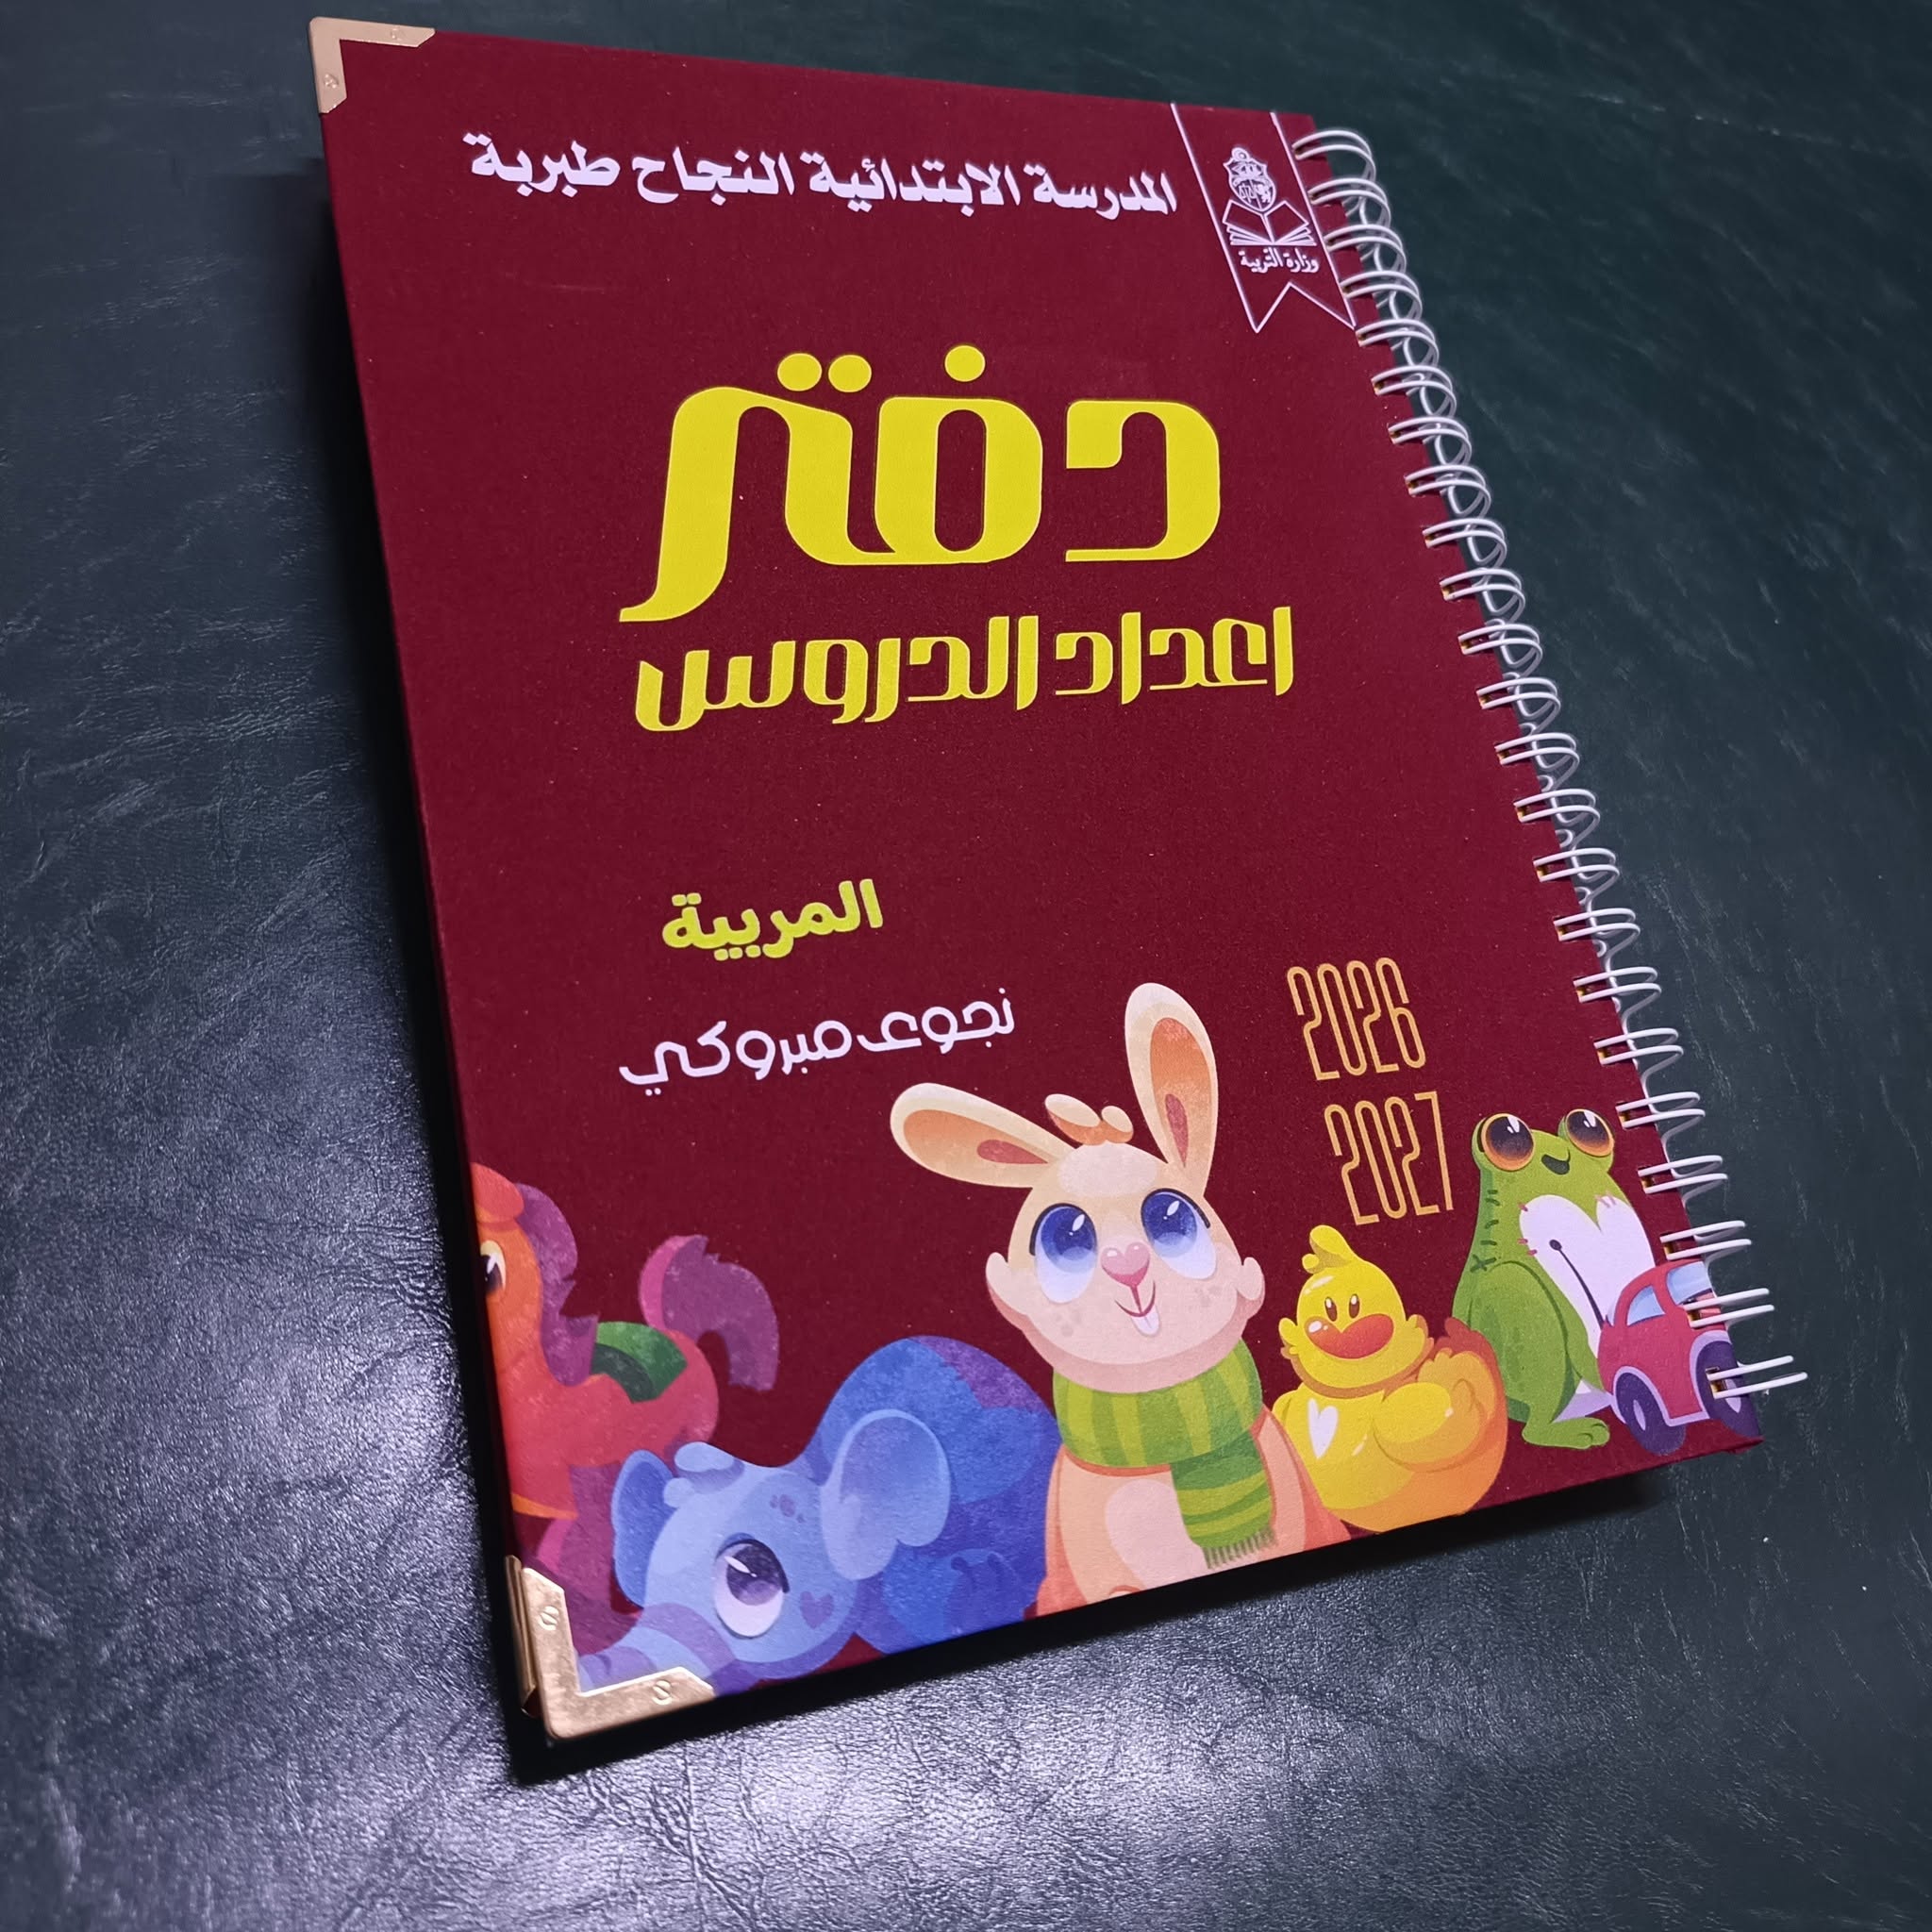 المدرسة الابتدائية النجاح طبربة
وزارة التربية
دفتر
اعداد الدروس
المربية
نجوى مبروكي
2026
2027